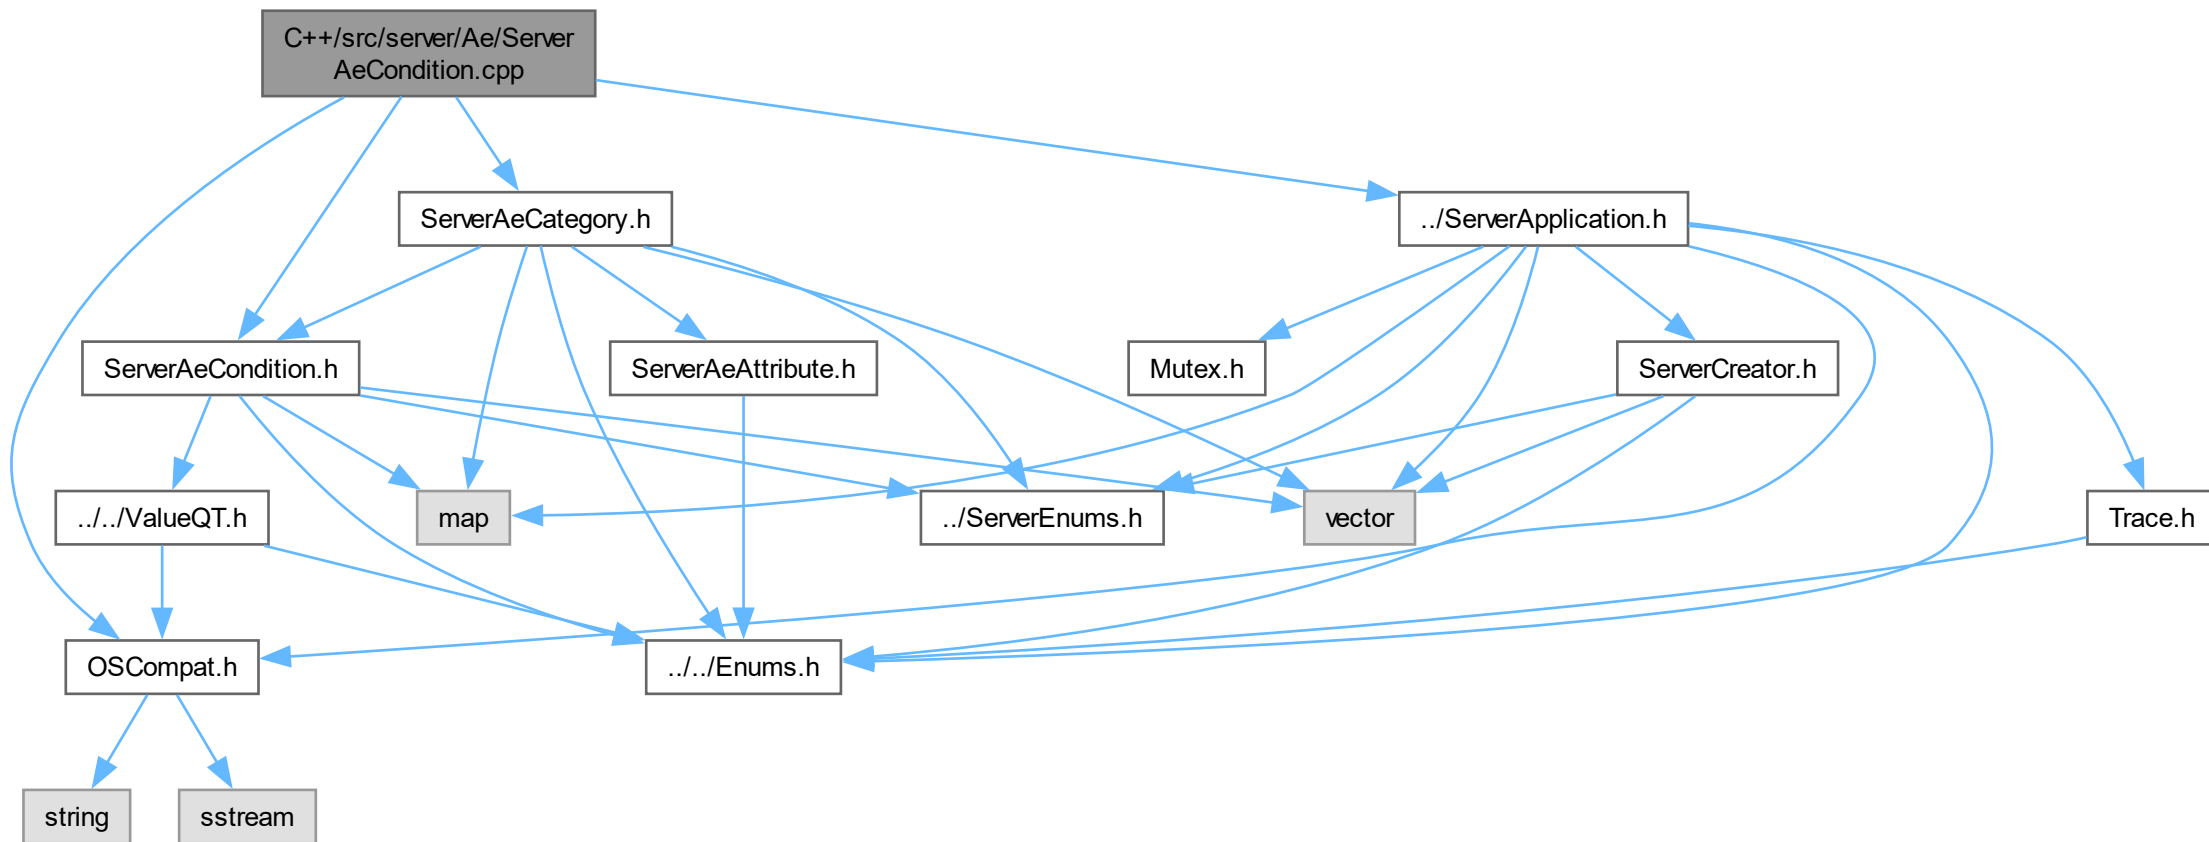 C++/src/server/Ae/Server
AeCondition.cpp
ServerAeCategory.h
../ServerApplication.h
ServerAeCondition.h
ServerAeAttribute.h
Mutex.h
ServerCreator.h
../../ValueQT.h
map
../ServerEnums.h
vector
Trace.h
OSCompat.h
../../Enums.h
string
sstream